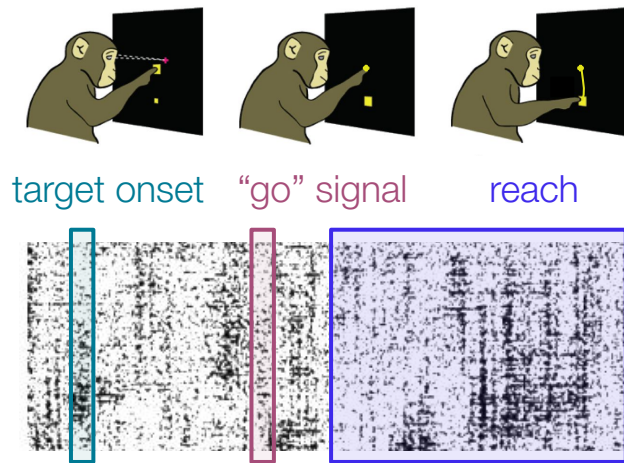 target onset
“go” signal
reach